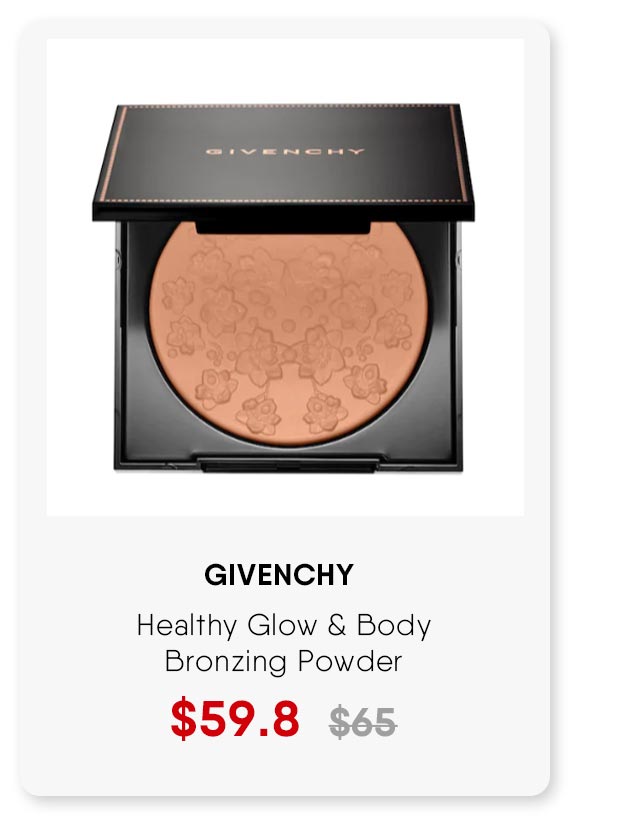 GIVENCHY
GIVENCHY
Healthy Glow & Body
Bronzing Powder
$59.8 $65